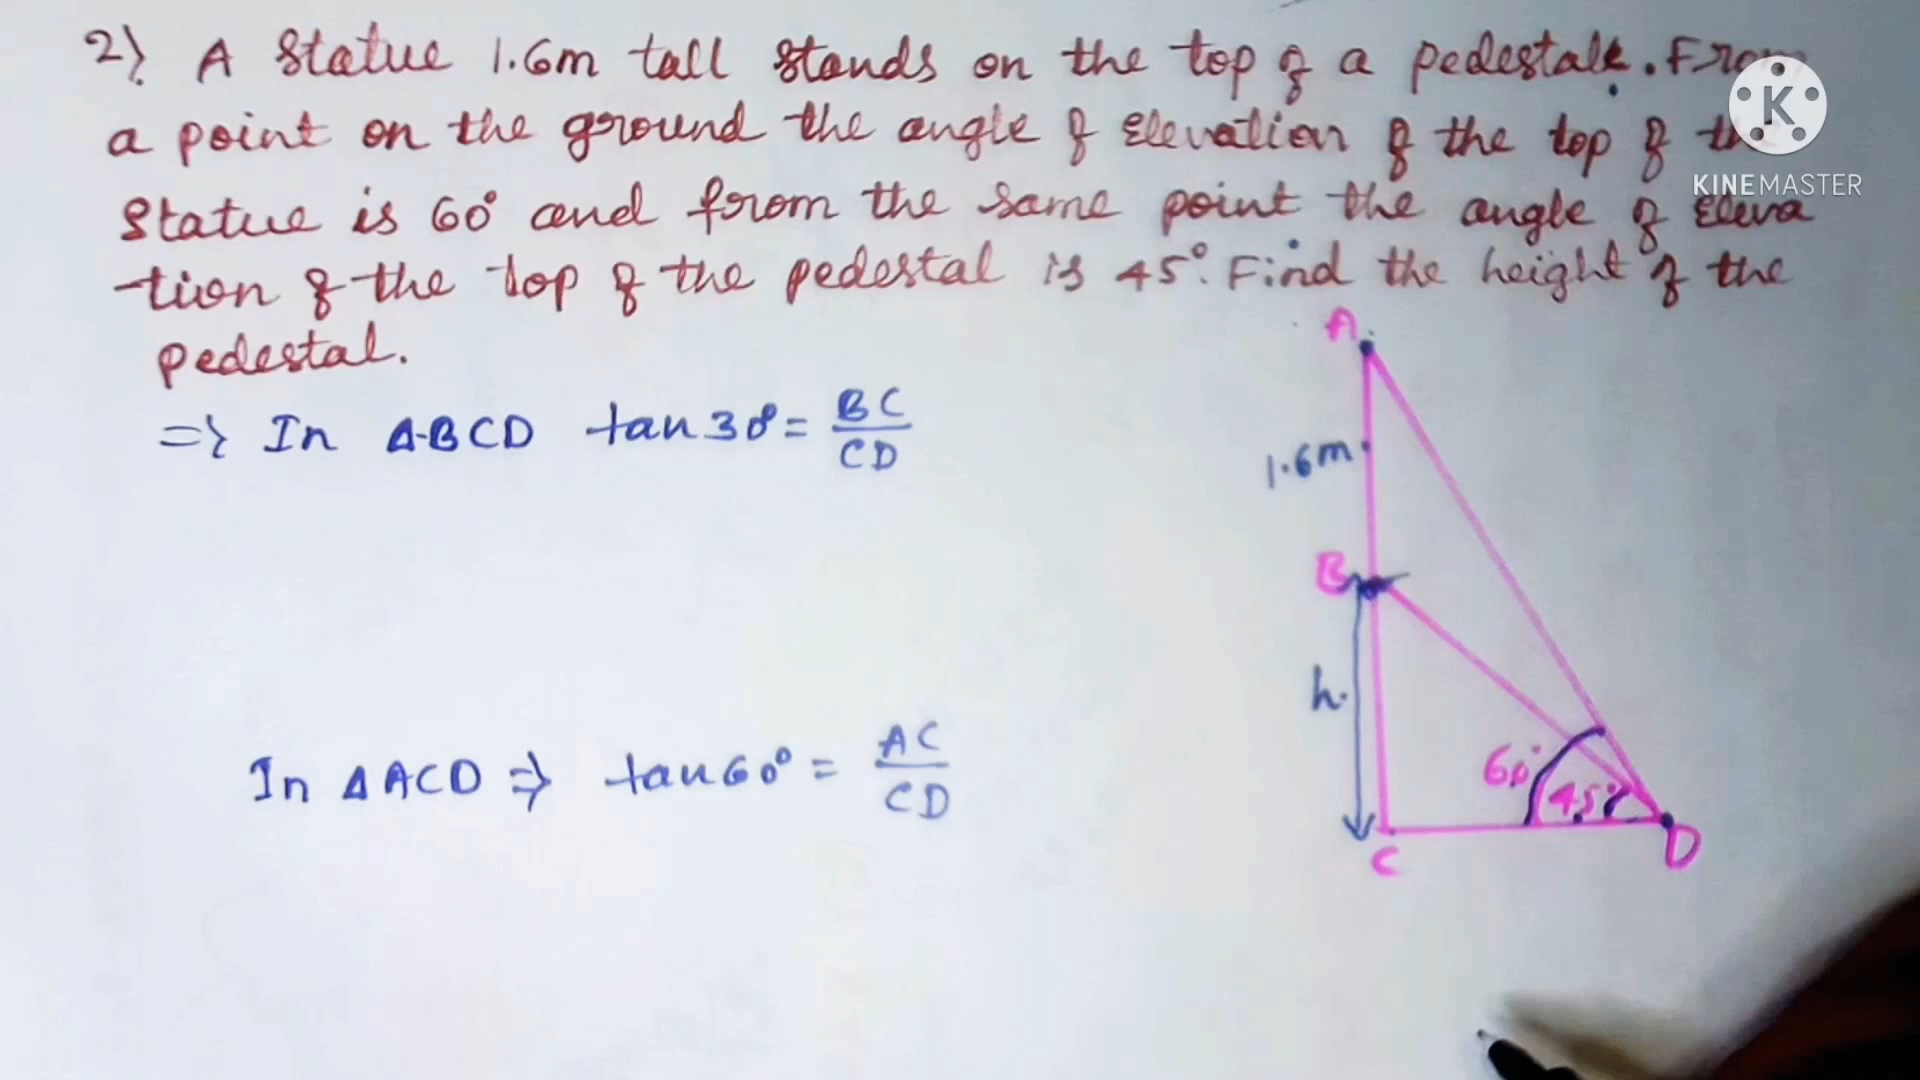 2) A Statue 1.6m tall stands on the top of a pedestale. From
a point on the ground the angle of Elevation of the top of the
Statue is 60° and from the same point the angle of Eleva
-tion of the top of the pedestal is 45°. Find the height of the
pedestal.
=> In ΔBCD tan30°= BC/CD
In ΔACD => tan60° = AC/CD
A
1.6m
B
h
60°
45°
C
D
K
KINEMASTER